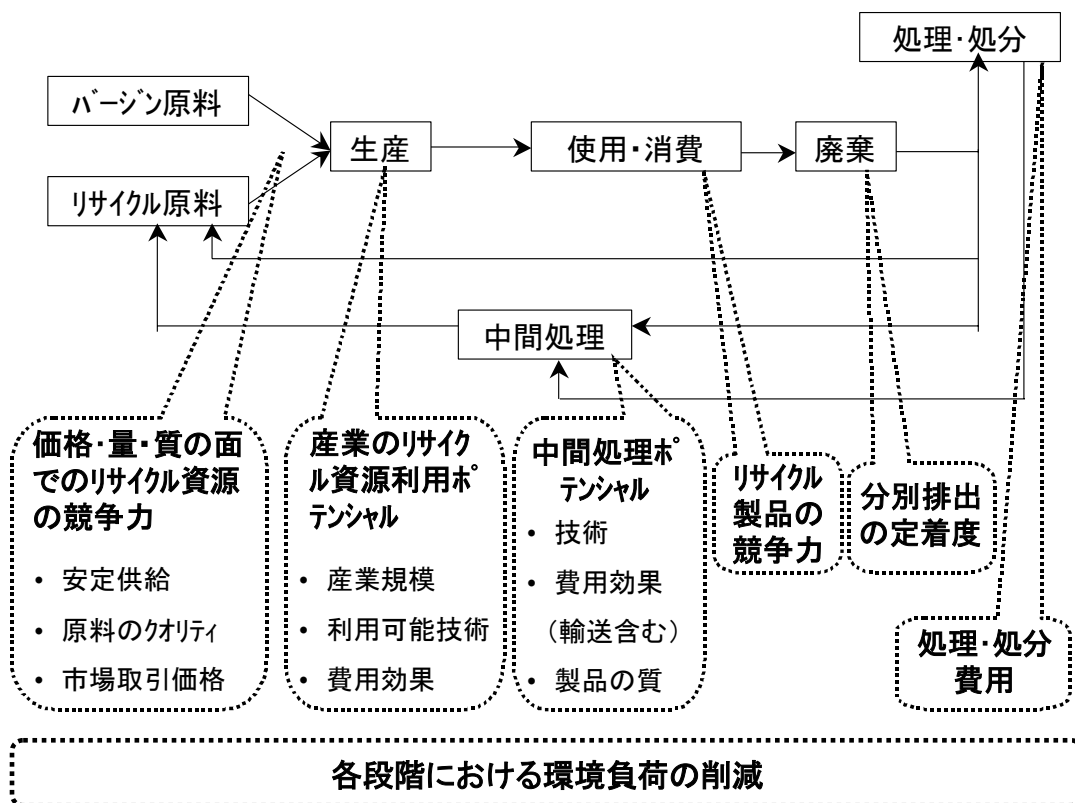 処理･処分
ﾊﾞｰｼﾞﾝ原料
生産
使用･消費
廃棄
ﾘｻｲｸﾙ原料
中間処理
価格･量･質の面
でのﾘｻｲｸﾙ資源
の競争力
• 安定供給
• 原料のｸｵﾘﾃｨ
• 市場取引価格
産業のﾘｻｲｸ
ﾙ資源利用ﾎﾟ
ﾃﾝｼｬﾙ
• 産業規模
• 利用可能技術
• 費用効果
中間処理ﾎﾟ
ﾃﾝｼｬﾙ
• 技術
• 費用効果
（輸送含む）
• 製品の質
ﾘｻｲｸﾙ
製品の
競争力
分別排出
の定着度
処理･処分
費用
各段階における環境負荷の削減